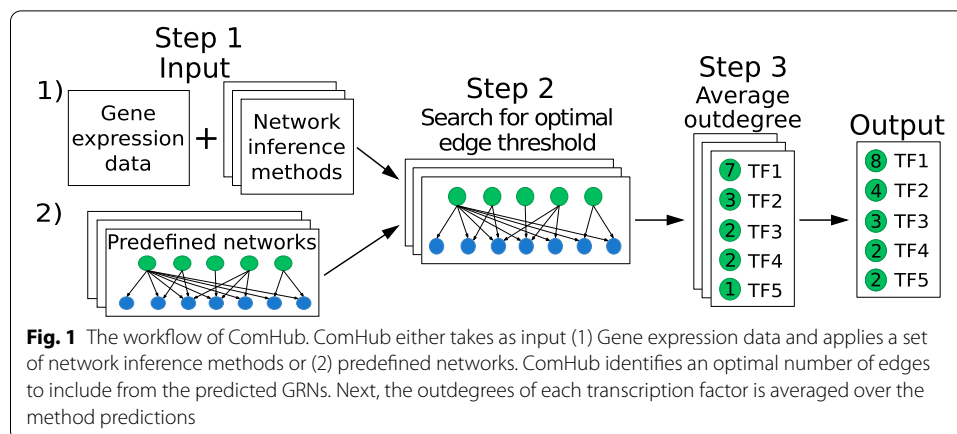 Step 1
Input
1)
Gene
expression
data
+
Network
inference
methods
2)
Predefined networks
Step 2
Search for optimal
edge threshold
Step 3
Average
outdegree
7 TF1
3 TF2
2 TF3
2 TF4
1 TF5
Output
8 TF1
4 TF2
3 TF3
2 TF4
2 TF5
Fig. 1 The workflow of ComHub. ComHub either takes as input (1) Gene expression data and applies a set
of network inference methods or (2) predefined networks. ComHub identifies an optimal number of edges
to include from the predicted GRNs. Next, the outdegrees of each transcription factor is averaged over the
method predictions